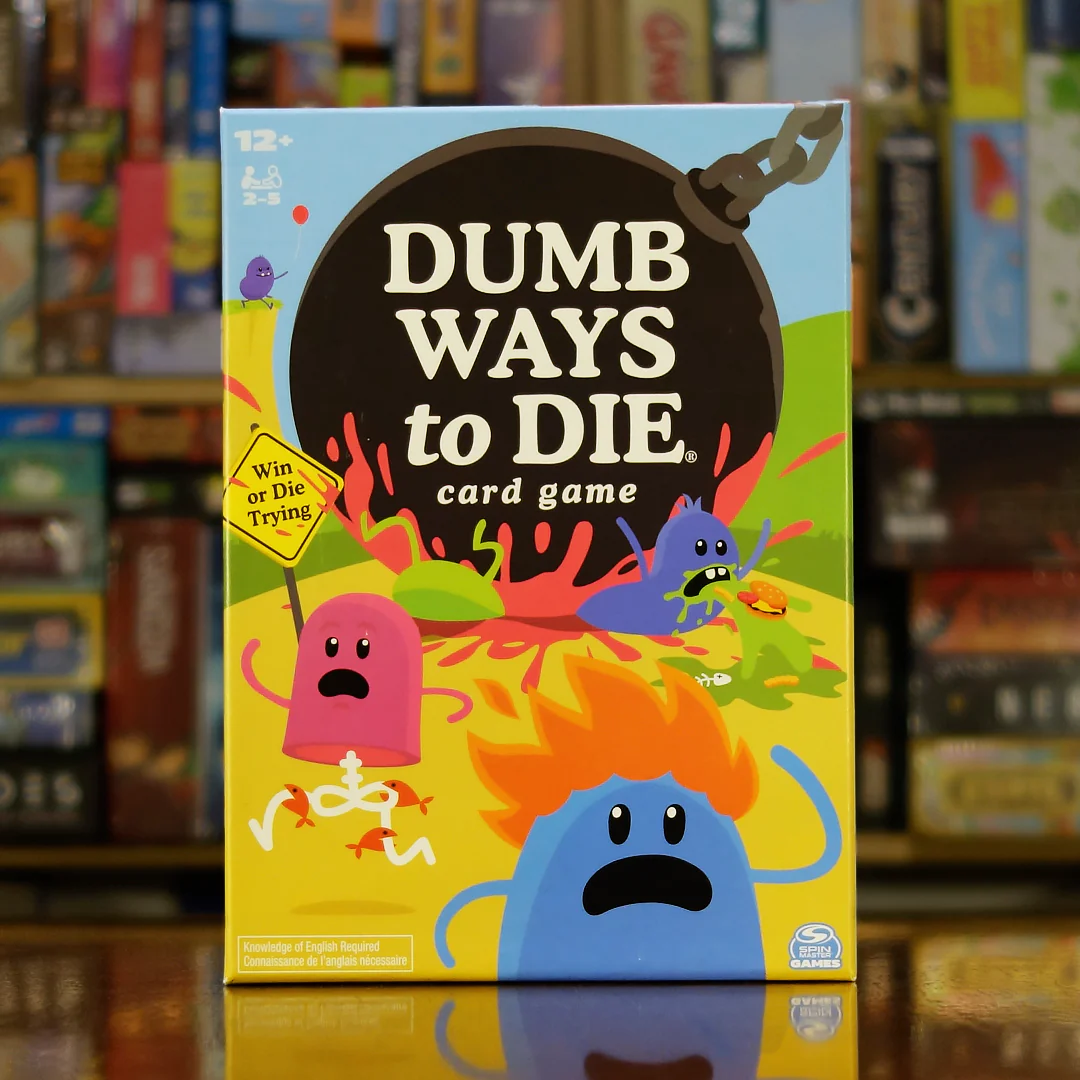 12+
2-5
DUMB
WAYS
to DIE®
card game
Win
or Die
Trying
Knowledge of English Required
Connaissance de l'anglais nécessaire
SPIN
MASTER
GAMES
CENTURY